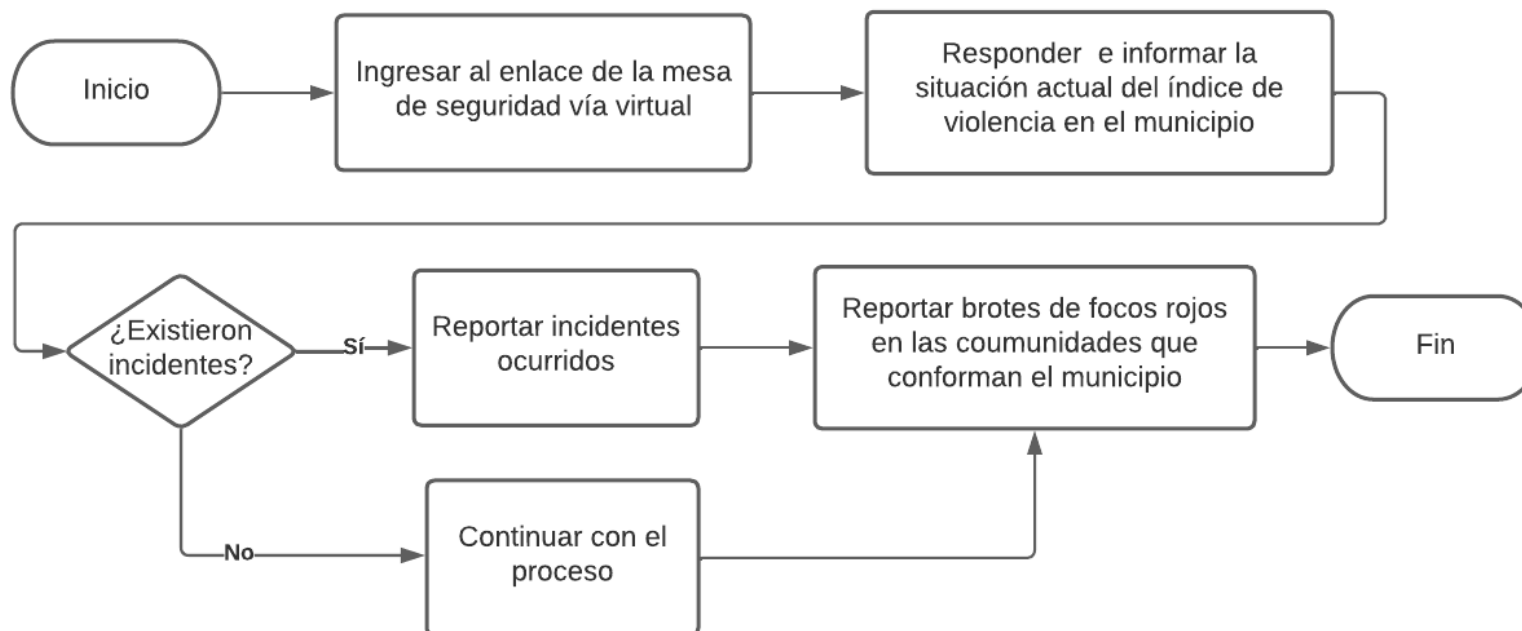 Inicio
Ingresar al enlace de la mesa
de seguridad vía virtual
Responder e informar la
situación actual del índice de
violencia en el municipio
¿Existieron
incidentes?
Sí
Reportar incidentes
ocurridos
Reportar brotes de focos rojos
en las coumunidades que
conforman el municipio
Fin
No
Continuar con el
proceso